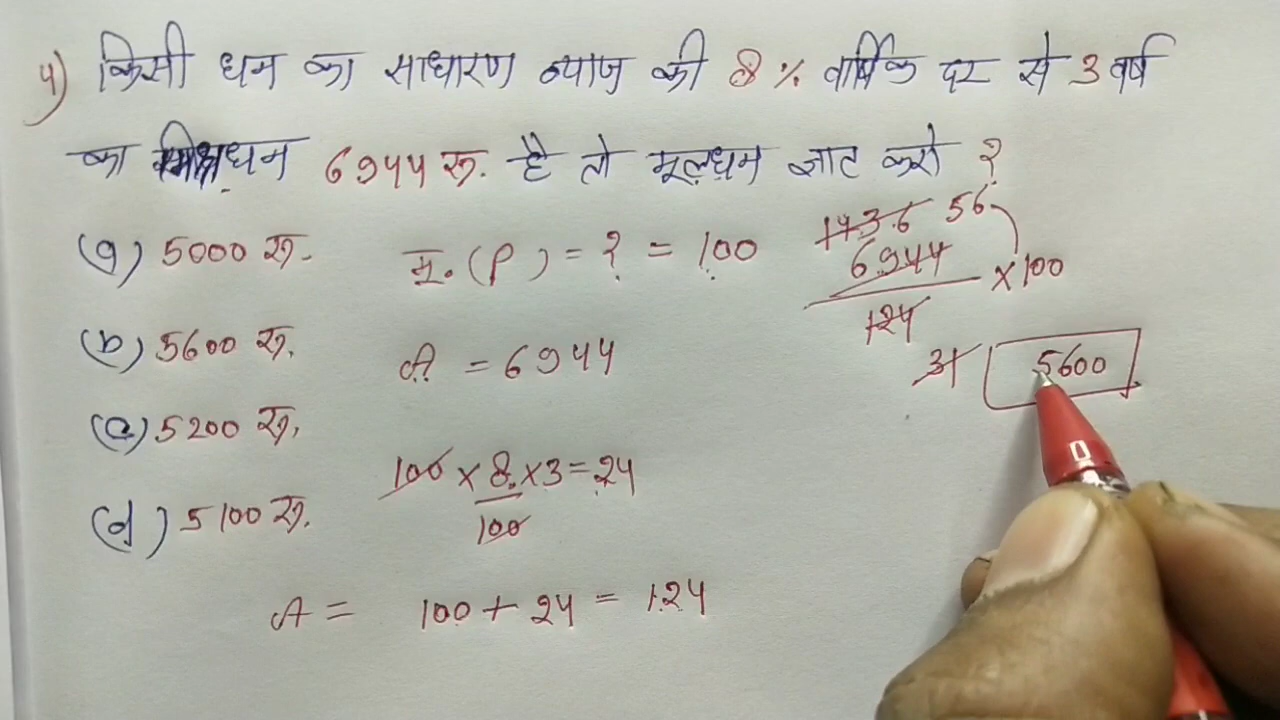 4) किसी धन का साधारण ब्याज की 8% वार्षिक दर से 3 वर्ष
का मिश्रधन 6944 रु. है तो मूलधन ज्ञाट करो ?
(a) 5000 रु.
मू. (P) = ? = 100
1736 56
6944
× 100
124
31
5600
(b) 5600 रु.
A = 6944
(c) 5200 रु.
100 × 8 × 3 = 24
100
(d) 5100 रु.
A = 100 + 24 = 124